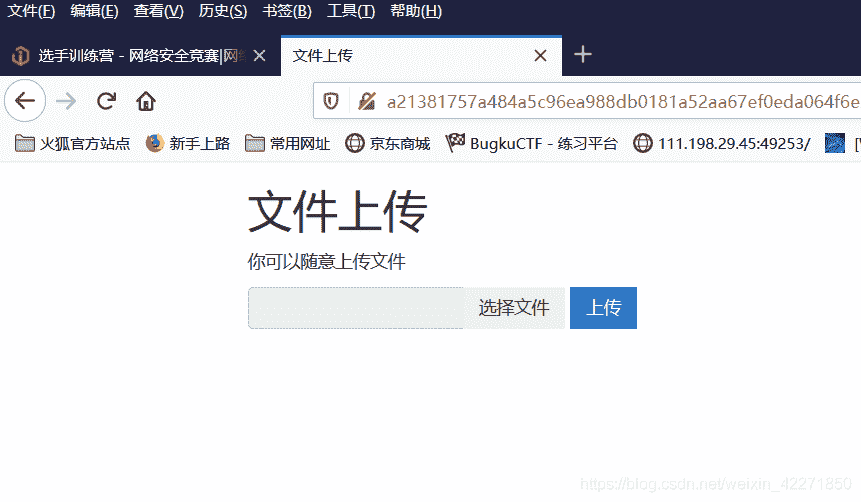 文件(F) 编辑(E) 查看(V) 历史(S) 书签(B) 工具(T) 帮助(H)
选手训练营 - 网络安全竞赛|网 文件上传
a21381757a484a5c96ea988db0181a52aa67ef0eda064f6e
火狐官方站点 新手上路 常用网址 京东商城 BugkuCTF - 练习平台 111.198.29.45:49253/ [
文件上传
你可以随意上传文件
选择文件 上传
https://blog.csdn.net/weixin_42271850